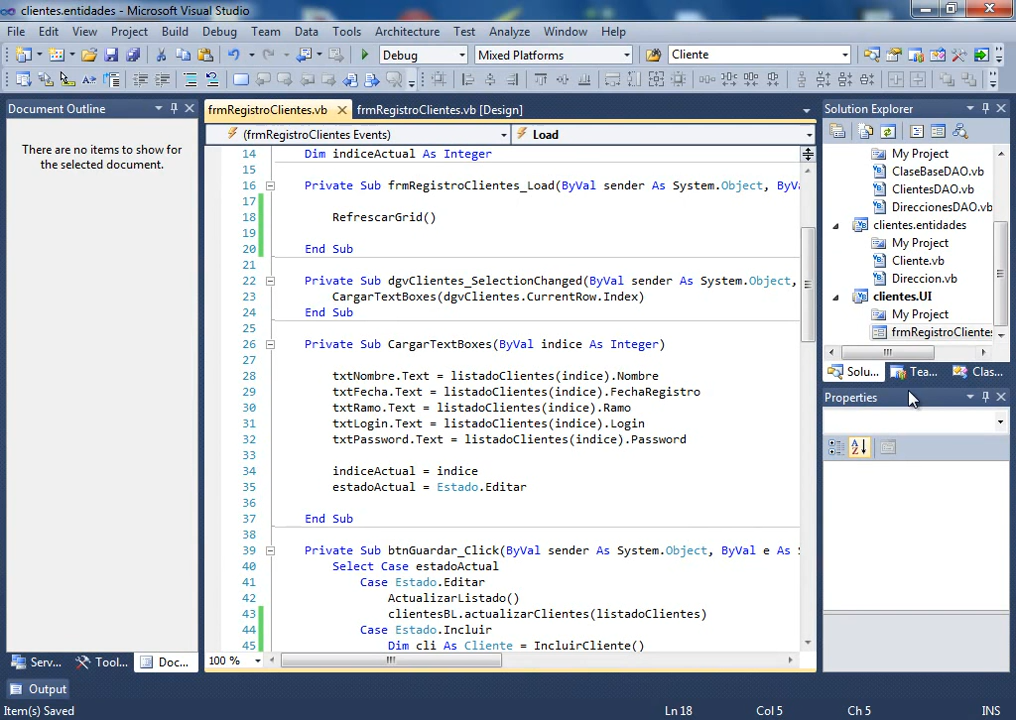 clientes.entidades - Microsoft Visual Studio
File Edit View Project Build Debug Team Data Tools Architecture Test Analyze Window Help
Debug Mixed Platforms Cliente
Document Outline
There are no items to show for
the selected document.
frmRegistroClientes.vb
frmRegistroClientes.vb [Design]
(frmRegistroClientes Events)
Load
14 Dim indiceActual As Integer
15
16 Private Sub frmRegistroClientes_Load(ByVal sender As System.Object, ByVa
17
18 RefrescarGrid()
19
20 End Sub
21
22 Private Sub dgvClientes_SelectionChanged(ByVal sender As System.Object,
23 CargarTextBoxes(dgvClientes.CurrentRow.Index)
24 End Sub
25
26 Private Sub CargarTextBoxes(ByVal indice As Integer)
27
28 txtNombre.Text = listadoClientes(indice).Nombre
29 txtFecha.Text = listadoClientes(indice).FechaRegistro
30 txtRamo.Text = listadoClientes(indice).Ramo
31 txtLogin.Text = listadoClientes(indice).Login
32 txtPassword.Text = listadoClientes(indice).Password
33
34 indiceActual = indice
35 estadoActual = Estado.Editar
36
37 End Sub
38
39 Private Sub btnGuardar_Click(ByVal sender As System.Object, ByVal e As S
40 Select Case estadoActual
41 Case Estado.Editar
42 ActualizarListado()
43 clientesBL.actualizarClientes(listadoClientes)
44 Case Estado.Incluir
45 Dim cli As Cliente = IncluirCliente()
100 %
Solution Explorer
My Project
ClaseBaseDAO.vb
ClientesDAO.vb
DireccionesDAO.vb
clientes.entidades
My Project
Cliente.vb
Direccion.vb
clientes.UI
My Project
frmRegistroClientes
Solu... Tea... Clas...
Properties
Serv... Tool... Doc...
Output
Item(s) Saved Ln 18 Col 5 Ch 5 INS